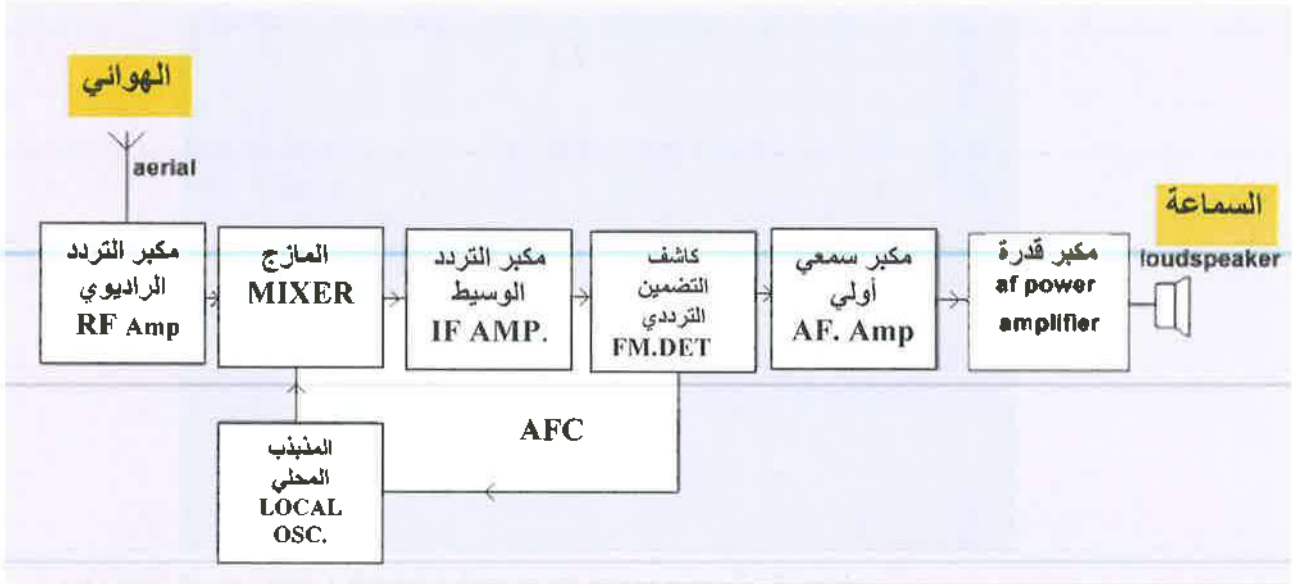 الهوائي
aerial
السماعة
loudspeaker
مكبر التردد
الراديوي
RF Amp
المازج
MIXER
مكبر التردد
الوسيط
IF AMP.
كاشف
التضمين
الترددي
FM.DET
مكبر سمعي
أولي
AF. Amp
مكبر قدرة
af power
amplifier
المذبذب
المحلي
LOCAL
OSC.
AFC